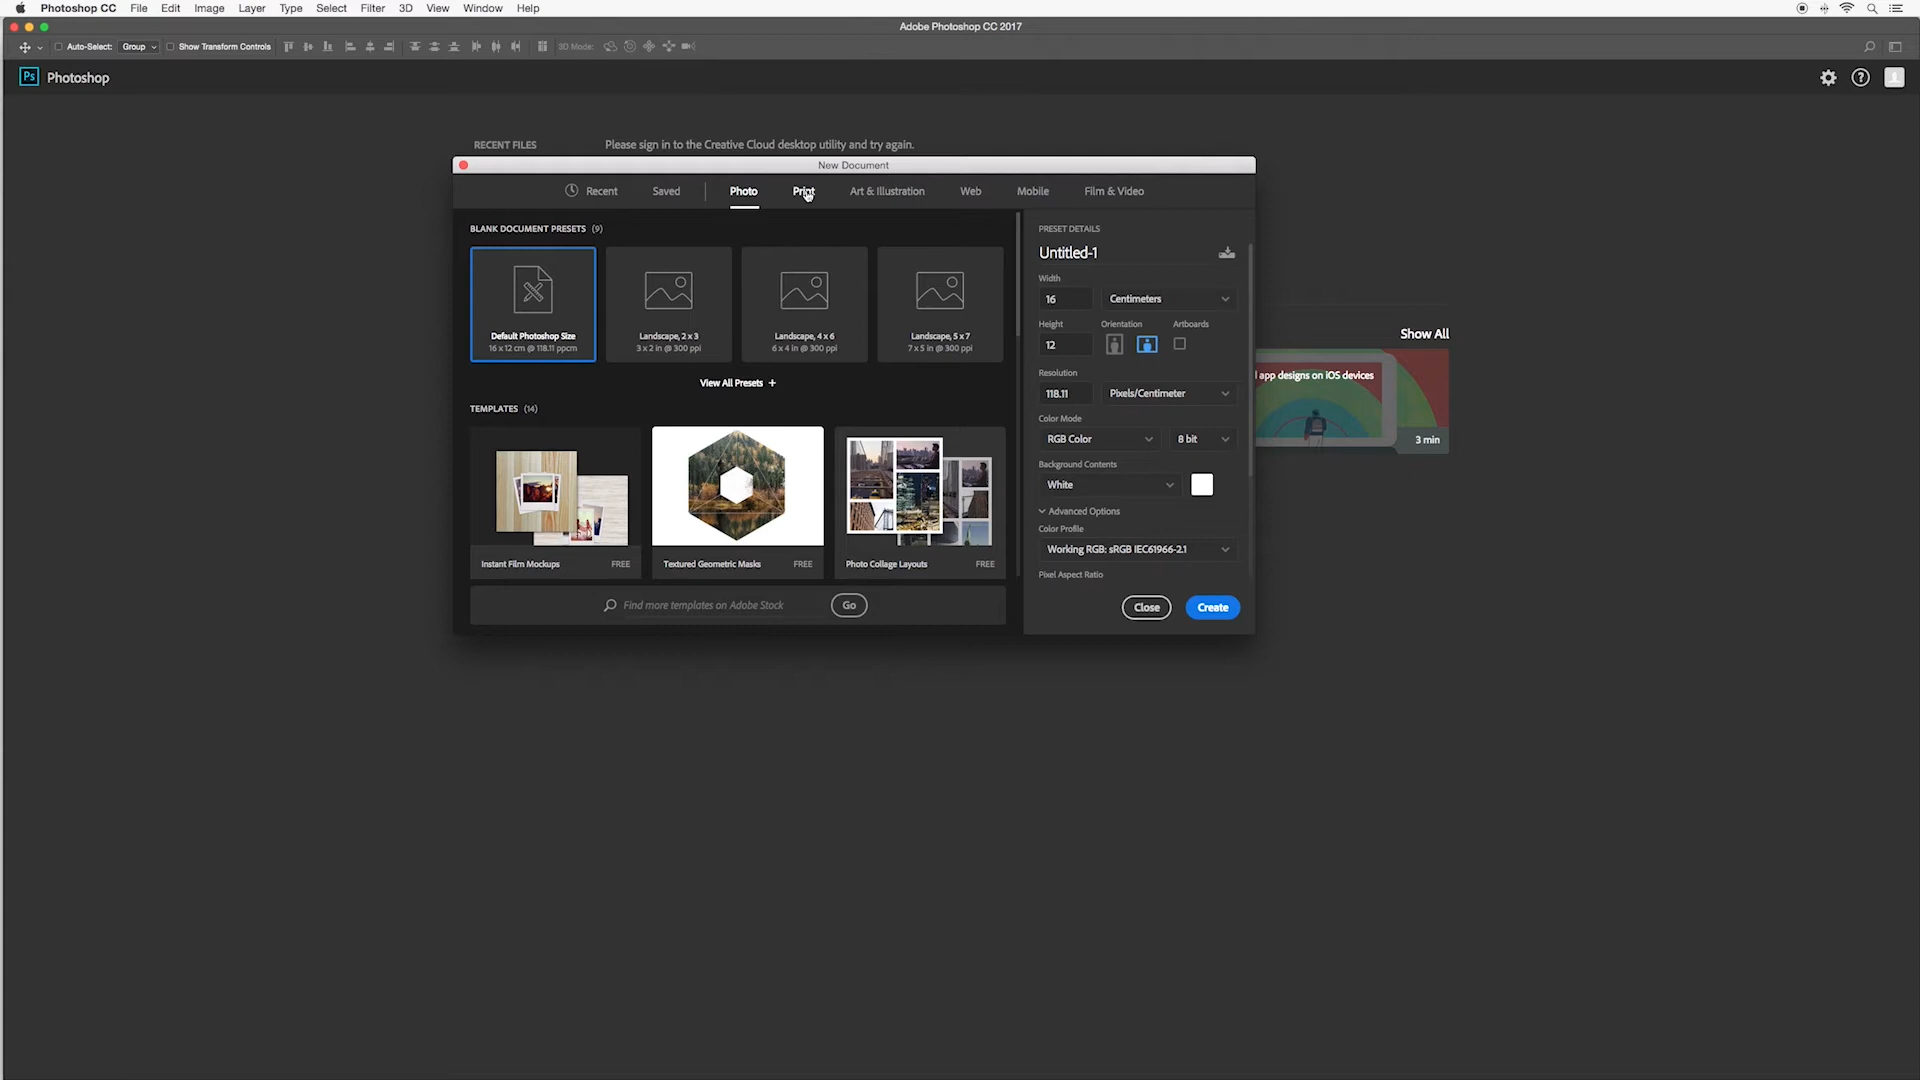 Photoshop CC File Edit Image Layer Type Select Filter 3D View Window Help
Adobe Photoshop CC 2017
Auto-Select: Group Show Transform Controls 3D Mode:
Ps Photoshop
RECENT FILES Please sign in to the Creative Cloud desktop utility and try again.
New Document
Recent Saved Photo Print Art & Illustration Web Mobile Film & Video
BLANK DOCUMENT PRESETS (9)
Default Photoshop Size
16 x 12 cm @ 118.11 ppcm
Landscape, 2 x 3
3 x 2 in @ 300 ppi
Landscape, 4 x 6
6 x 4 in @ 300 ppi
Landscape, 5 x 7
7 x 5 in @ 300 ppi
View All Presets +
TEMPLATES (14)
Instant Film Mockups FREE
Textured Geometric Masks FREE
Photo Collage Layouts FREE
Find more templates on Adobe Stock Go
PRESET DETAILS
Untitled-1
Width
16 Centimeters
Height Orientation Artboards
12
Resolution
118.11 Pixels/Centimeter
Color Mode
RGB Color 8 bit
Background Contents
White
Advanced Options
Color Profile
Working RGB: sRGB IEC61966-2.1
Pixel Aspect Ratio
Close Create
Show All
app designs on iOS devices
3 min